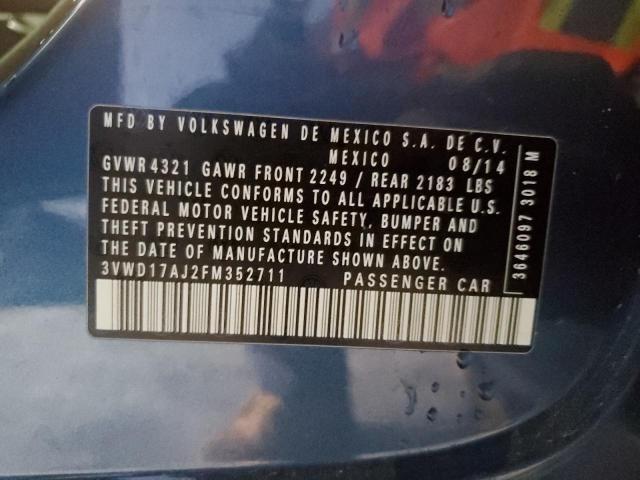 MFD BY VOLKSWAGEN DE MEXICO S.A. DE C.V.
MEXICO 08/14
GVWR 4321 GAWR FRONT 2249 / REAR 2183 LBS
THIS VEHICLE CONFORMS TO ALL APPLICABLE U.S.
FEDERAL MOTOR VEHICLE SAFETY, BUMPER AND
THEFT PREVENTION STANDARDS IN EFFECT ON
THE DATE OF MANUFACTURE SHOWN ABOVE.
3VWD17AJ2FM352711 PASSENGER CAR
3646097 3018 M